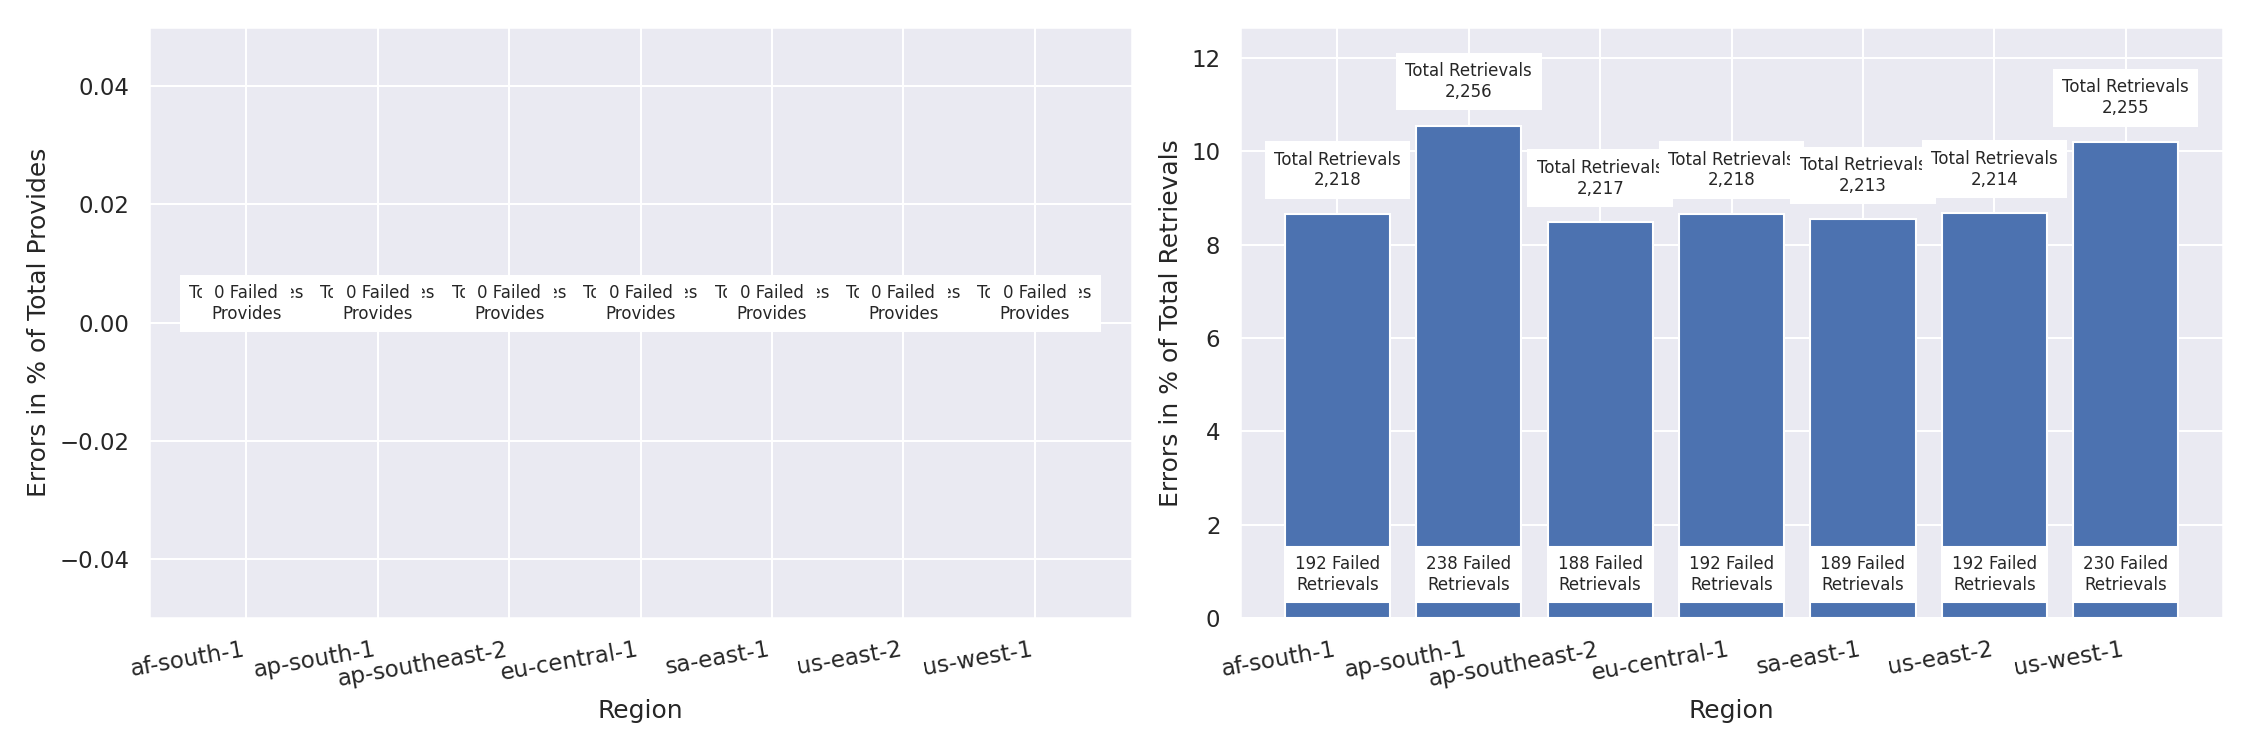 Errors in % of Total Provides
0.04
0.02
0.00
−0.02
−0.04
0 Failed
Provides
0 Failed
Provides
0 Failed
Provides
0 Failed
Provides
0 Failed
Provides
0 Failed
Provides
0 Failed
Provides
af-south-1
ap-south-1
ap-southeast-2
eu-central-1
sa-east-1
us-east-2
us-west-1
Region
Errors in % of Total Retrievals
12
10
8
6
4
2
0
Total Retrievals
2,218
Total Retrievals
2,256
Total Retrievals
2,217
Total Retrievals
2,218
Total Retrievals
2,213
Total Retrievals
2,214
Total Retrievals
2,255
192 Failed
Retrievals
238 Failed
Retrievals
188 Failed
Retrievals
192 Failed
Retrievals
189 Failed
Retrievals
192 Failed
Retrievals
230 Failed
Retrievals
af-south-1
ap-south-1
ap-southeast-2
eu-central-1
sa-east-1
us-east-2
us-west-1
Region